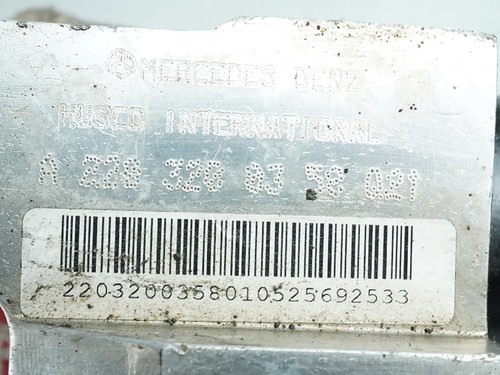 MERCEDES BENZ
HUSCO INTERNATIONAL
A 220 320 03 58 Q21
2203200358010525692533